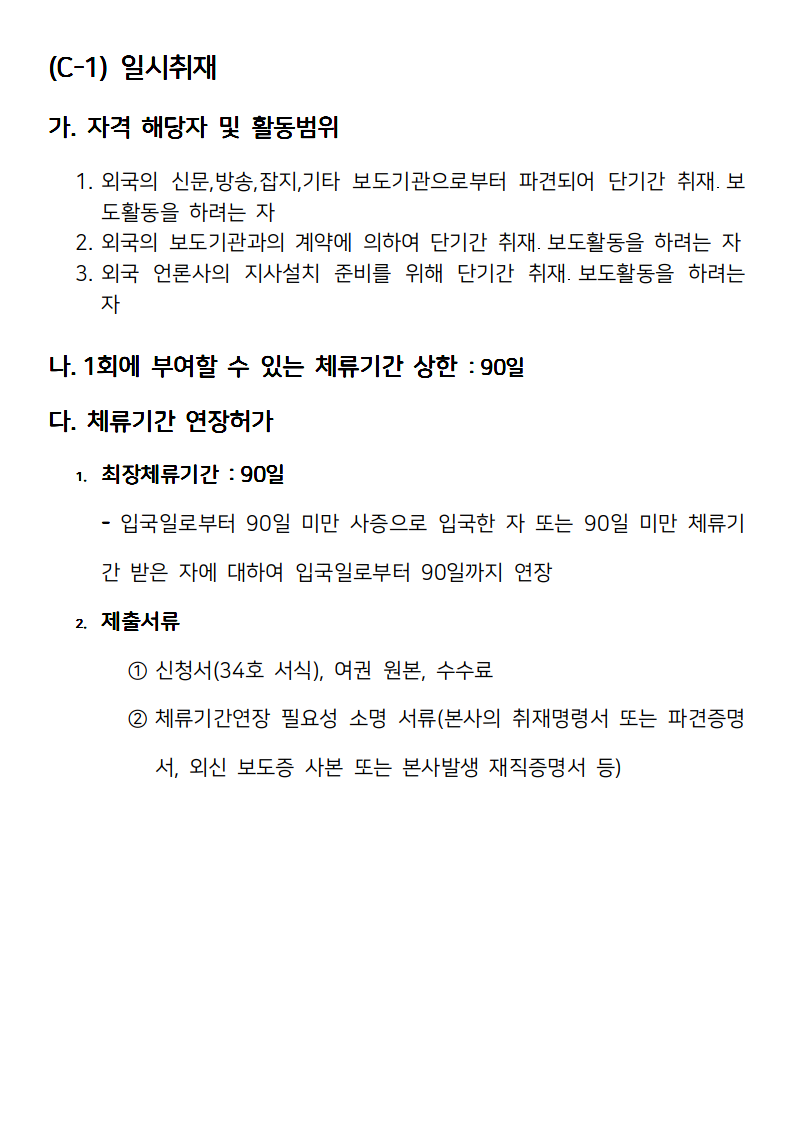 (C-1) 일시취재
가. 자격 해당자 및 활동범위
1. 외국의 신문,방송,잡지,기타 보도기관으로부터 파견되어 단기간 취재. 보
도활동을 하려는 자
2. 외국의 보도기관과의 계약에 의하여 단기간 취재. 보도활동을 하려는 자
3. 외국 언론사의 지사설치 준비를 위해 단기간 취재. 보도활동을 하려는
자
나. 1회에 부여할 수 있는 체류기간 상한 : 90일
다. 체류기간 연장허가
1. 최장체류기간 : 90일
- 입국일로부터 90일 미만 사증으로 입국한 자 또는 90일 미만 체류기
간 받은 자에 대하여 입국일로부터 90일까지 연장
2. 제출서류
① 신청서(34호 서식), 여권 원본, 수수료
② 체류기간연장 필요성 소명 서류(본사의 취재명령서 또는 파견증명
서, 외신 보도증 사본 또는 본사발생 재직증명서 등)